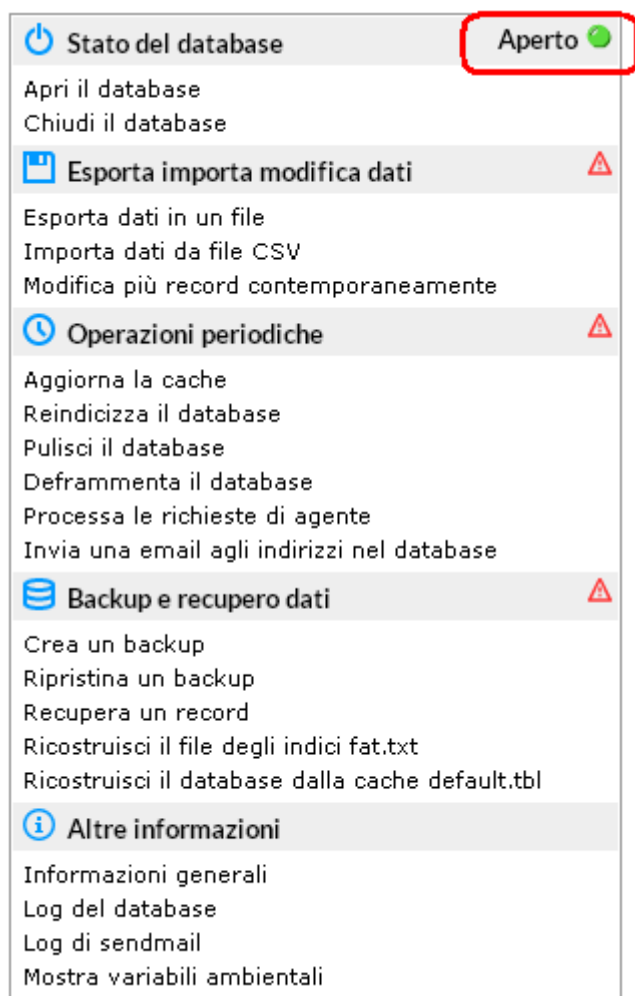 Stato del database Aperto
Apri il database
Chiudi il database
Esporta importa modifica dati
Esporta dati in un file
Importa dati da file CSV
Modifica più record contemporaneamente
Operazioni periodiche
Aggiorna la cache
Reindicizza il database
Pulisci il database
Deframmenta il database
Processa le richieste di agente
Invia una email agli indirizzi nel database
Backup e recupero dati
Crea un backup
Ripristina un backup
Recupera un record
Ricostruisci il file degli indici fat.txt
Ricostruisci il database dalla cache default.tbl
Altre informazioni
Informazioni generali
Log del database
Log di sendmail
Mostra variabili ambientali